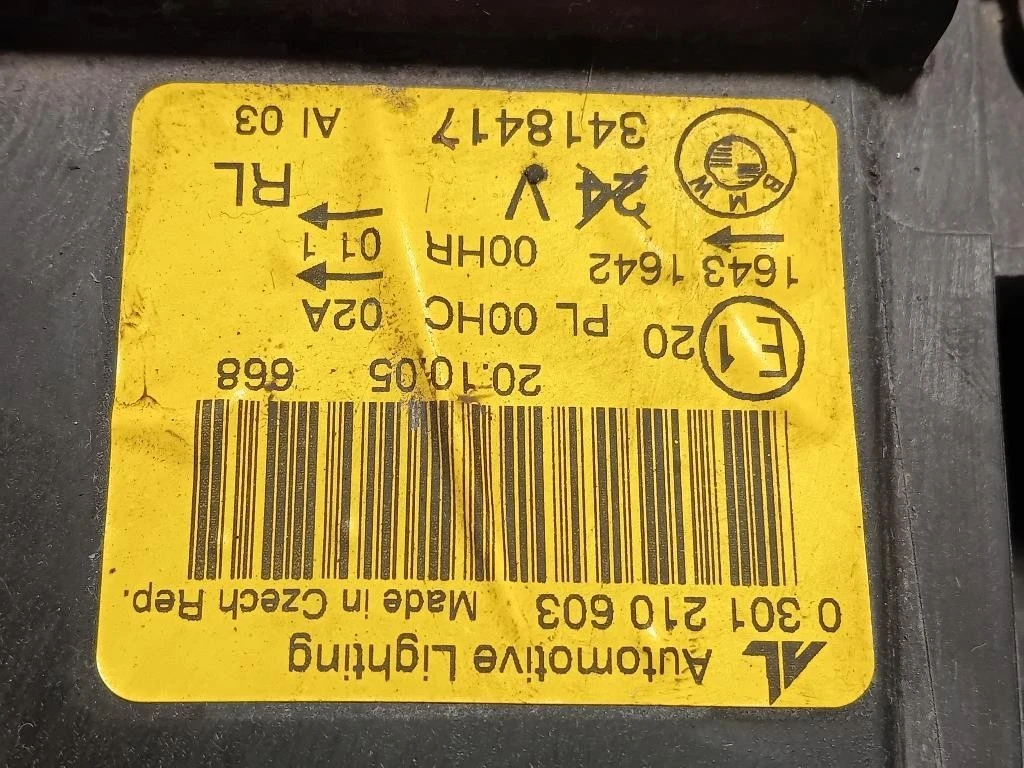 AL Automotive Lighting
0 301 210 603 Made in Czech Rep.
20.10.05 668
E1 20 PL 00HC 02A
1643 1642 00HR 01 1
24 V RL
BMW 3418417 AI 03